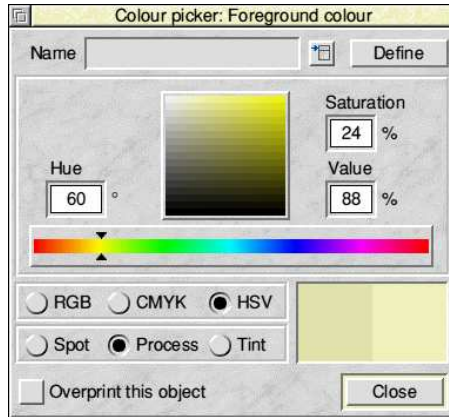 Colour picker: Foreground colour
Name Define
Saturation
24 %
Hue Value
60 ° 88 %
RGB CMYK HSV
Spot Process Tint
Overprint this object Close